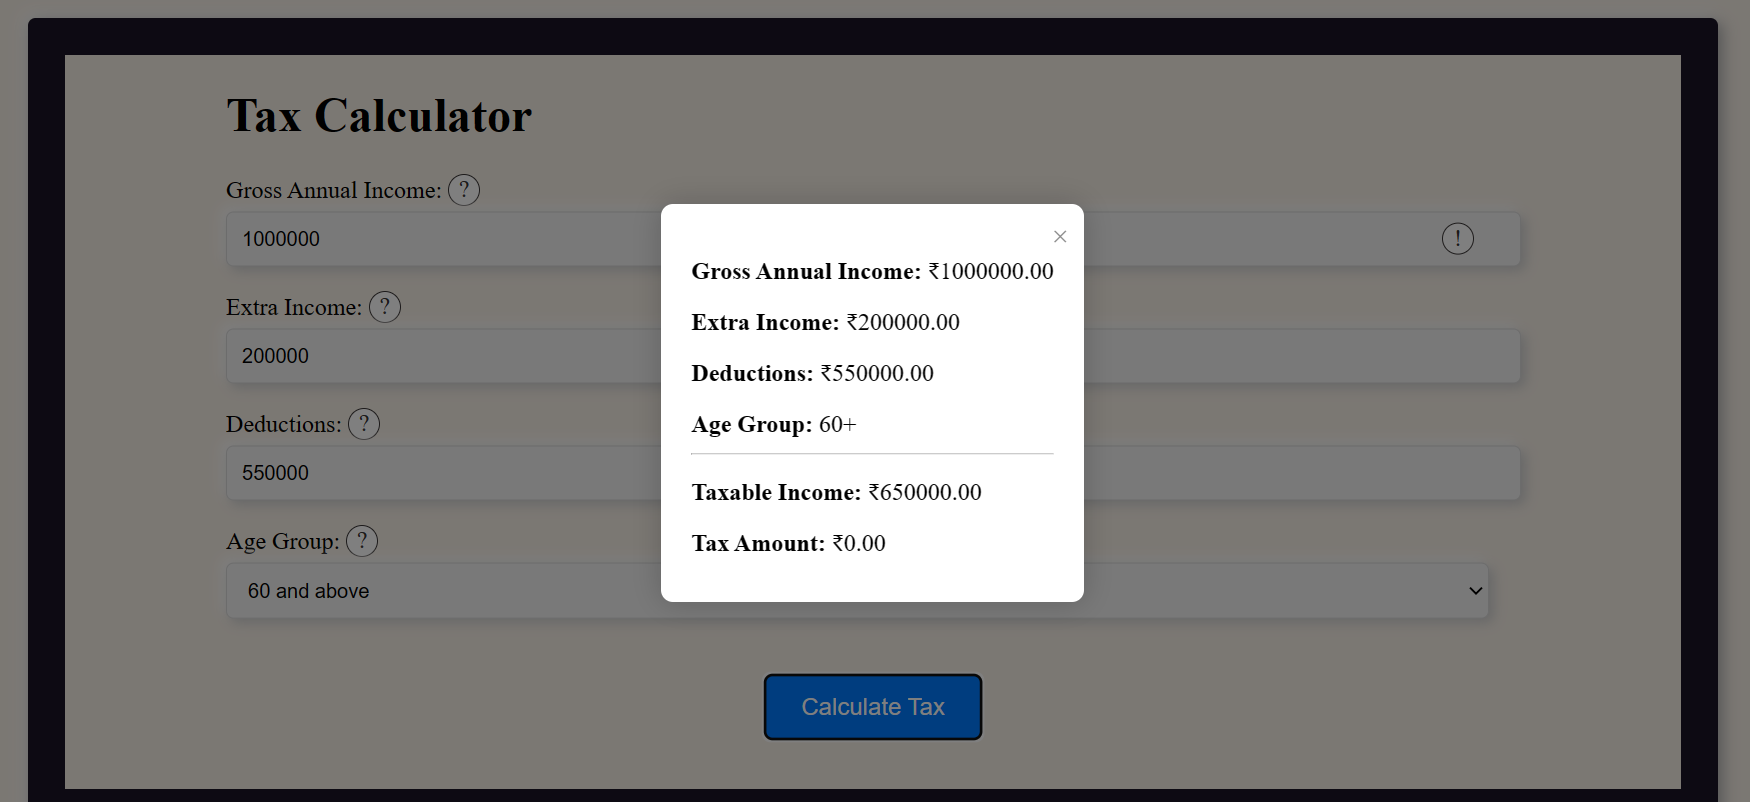 Tax Calculator
Gross Annual Income: ?
1000000 !
Extra Income: ?
200000
Deductions: ?
550000
Age Group: ?
60 and above
Calculate Tax
×
Gross Annual Income: ₹1000000.00
Extra Income: ₹200000.00
Deductions: ₹550000.00
Age Group: 60+
Taxable Income: ₹650000.00
Tax Amount: ₹0.00